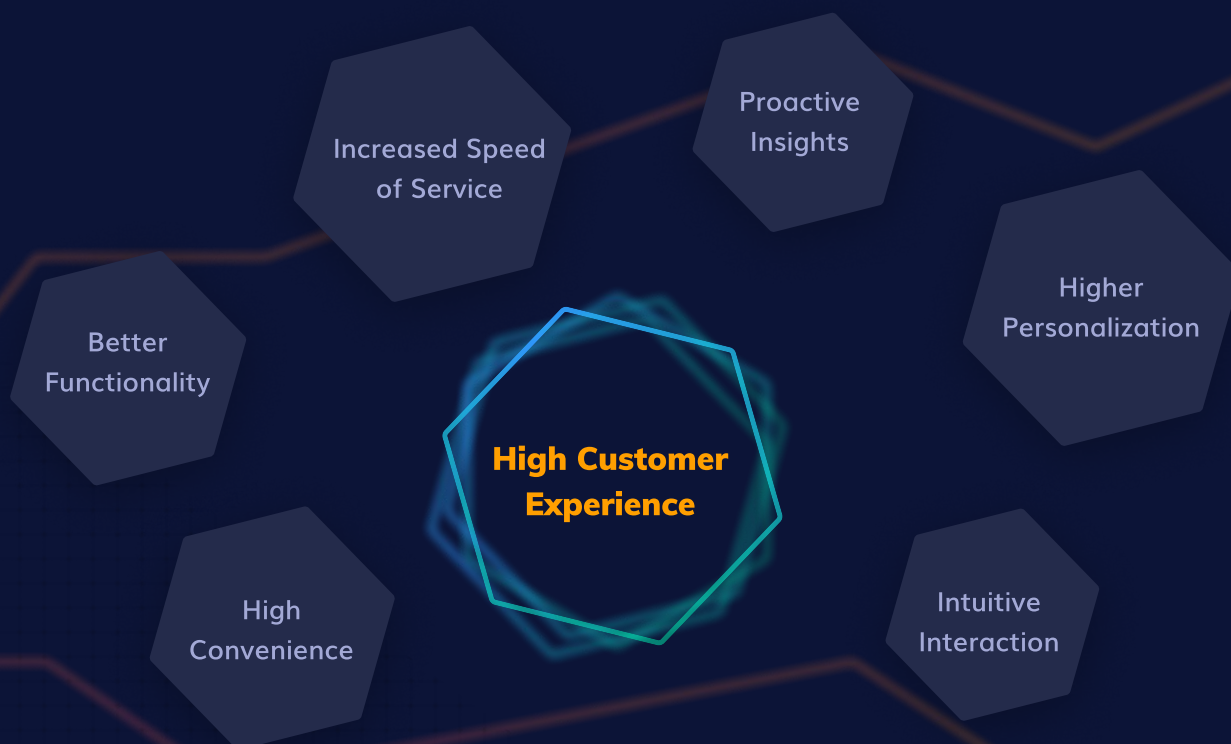 Proactive
Insights
Increased Speed
of Service
Higher
Personalization
Better
Functionality
High Customer
Experience
High
Convenience
Intuitive
Interaction